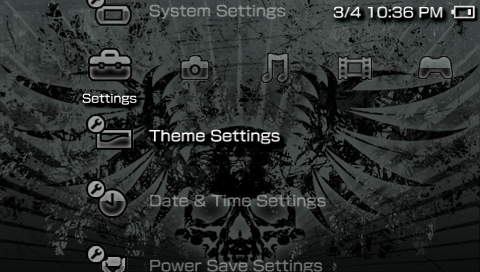 System Settings
3/4 10:36 PM
Settings
Theme Settings
Date & Time Settings
Power Save Settings